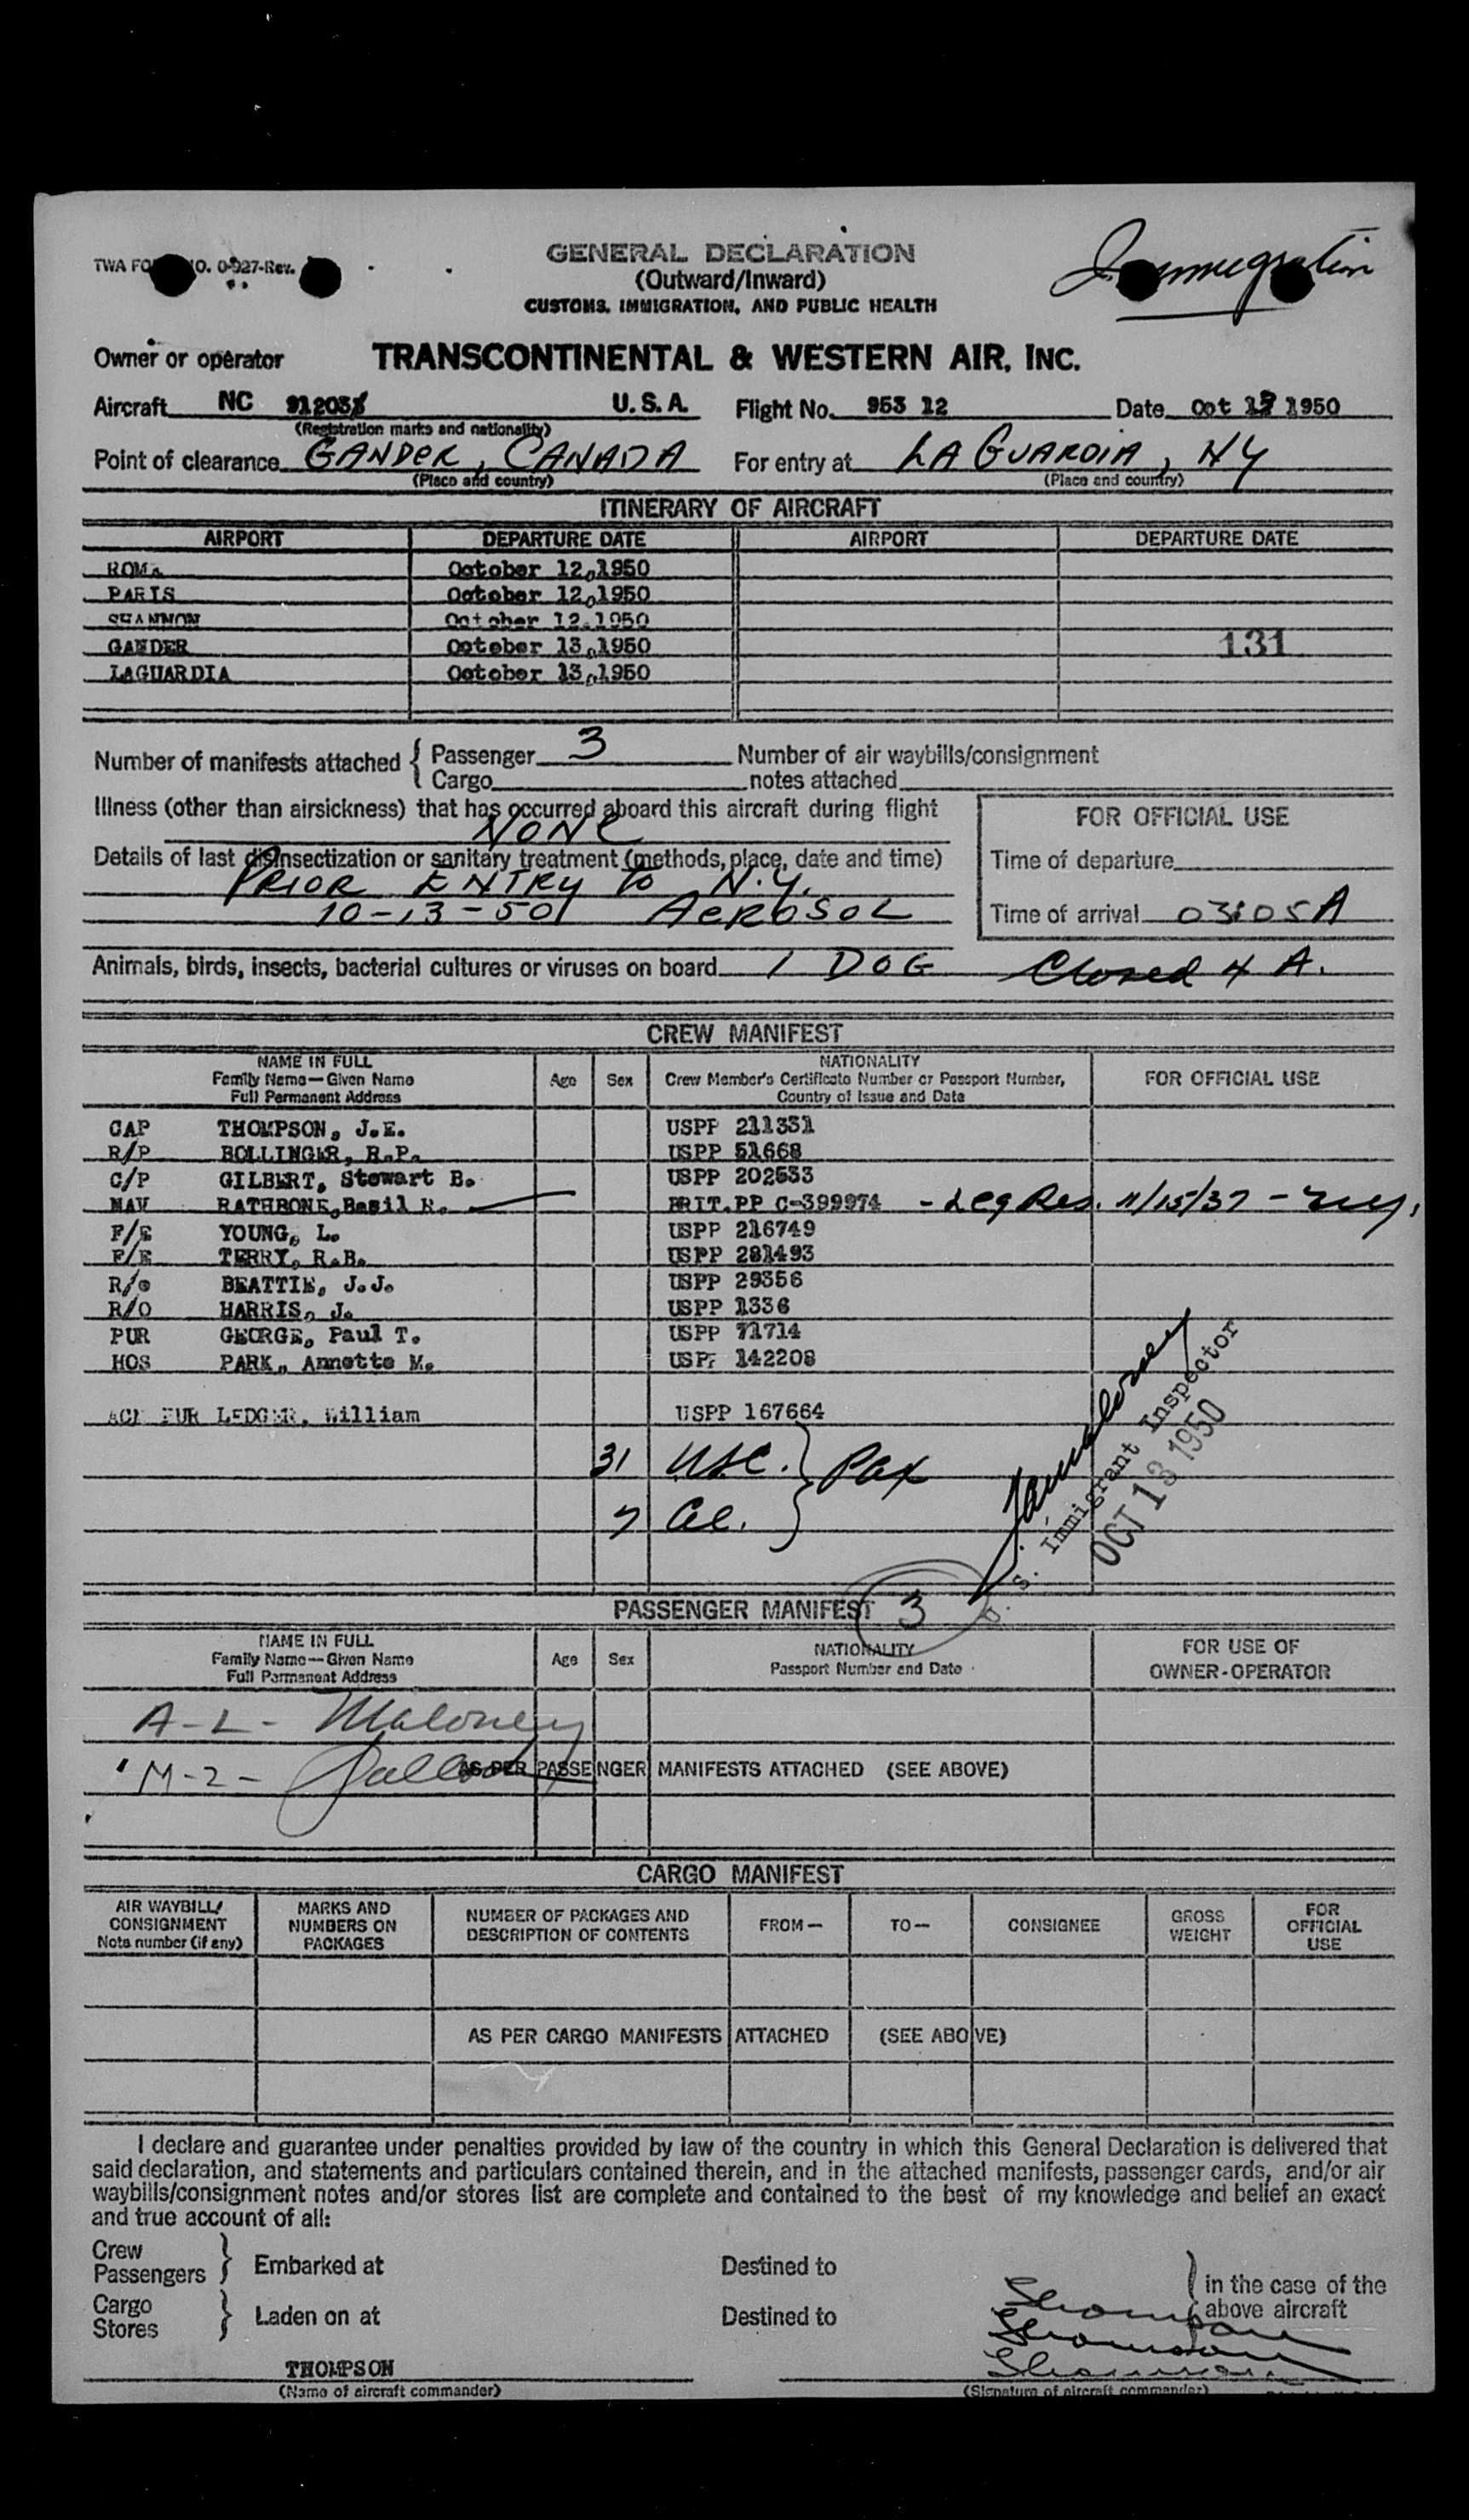 TWA FO NO. 0-927-Rev.
GENERAL DECLARATION
(Outward/Inward)
CUSTOMS, IMMIGRATION, AND PUBLIC HEALTH
Immigration
Owner or operator TRANSCONTINENTAL & WESTERN AIR, INC.
Aircraft NC U.S.A. Flight No. 953 12 Date Oct 1950
(Registration marks and nationality)
Point of clearance GANDER, CANADA For entry at LA GUARDIA, NY
(Place and country) (Place and country)
ITINERARY OF AIRCRAFT
AIRPORT DEPARTURE DATE AIRPORT DEPARTURE DATE
ROMA October 12,1950
PARIS October 12,1950
SHANNON October 12,1950
GANDER October 13,1950 131
LAGUARDIA October 13,1950
Number of manifests attached { Passenger 3 Number of air waybills/consignment
Cargo notes attached
Illness (other than airsickness) that has occurred aboard this aircraft during flight
NONE
FOR OFFICIAL USE
Details of last disinsectization or sanitary treatment (methods, place, date and time)
Time of departure
PRIOR ENTRY to N.Y.
10-13-50 AEROSOL
Time of arrival 03:05A
Animals, birds, insects, bacterial cultures or viruses on board 1 DOG Closed 4 A.
CREW MANIFEST
NAME IN FULL
Family Name—Given Name
Full Permanent Address
Age Sex
NATIONALITY
Crew Member's Certificate Number or Passport Number,
Country of Issue and Date
FOR OFFICIAL USE
CAP THOMPSON, J.E. USPP 211331
R/P BOLLINGER, R.P. USPP 51668
C/P GILBERT, Stewart B. USPP 202533
NAV RATHBONE, Basil R. BRIT.PP C-399974 - Leg Res. 11/15/37 -
F/E YOUNG, L. USPP 216749
F/E TERRY, R.B. USPP 281493
R/O BEATTIE, J.J. USPP 29356
R/O HARRIS, J. USPP 1336
PUR GEORGE, Paul T. USPP 71714
HOS PARK, Annette M. USPP 142208
PUR LEDGER, William USPP 167664
31 USC. } Pax
7 Al.
U. S. Immigrant Inspector
OCT 13 1950
PASSENGER MANIFEST 3
NAME IN FULL
Family Name—Given Name
Full Permanent Address
Age Sex
NATIONALITY
Passport Number and Date
FOR USE OF
OWNER-OPERATOR
A-L- Maloney
M-2-
AS PER PASSENGER MANIFESTS ATTACHED (SEE ABOVE)
CARGO MANIFEST
AIR WAYBILL/
CONSIGNMENT
Note number (if any)
MARKS AND
NUMBERS ON
PACKAGES
NUMBER OF PACKAGES AND
DESCRIPTION OF CONTENTS
FROM—
TO—
CONSIGNEE
GROSS
WEIGHT
FOR
OFFICIAL
USE
AS PER CARGO MANIFESTS ATTACHED (SEE ABOVE)
I declare and guarantee under penalties provided by law of the country in which this General Declaration is delivered that
said declaration, and statements and particulars contained therein, and in the attached manifests, passenger cards, and/or air
waybills/consignment notes and/or stores list are complete and contained to the best of my knowledge and belief an exact
and true account of all:
Crew
Passengers } Embarked at Destined to
Cargo
Stores } Laden on at Destined to
} in the case of the
above aircraft
Thompson
THOMPSON
(Name of aircraft commander) (Signature of aircraft commander)